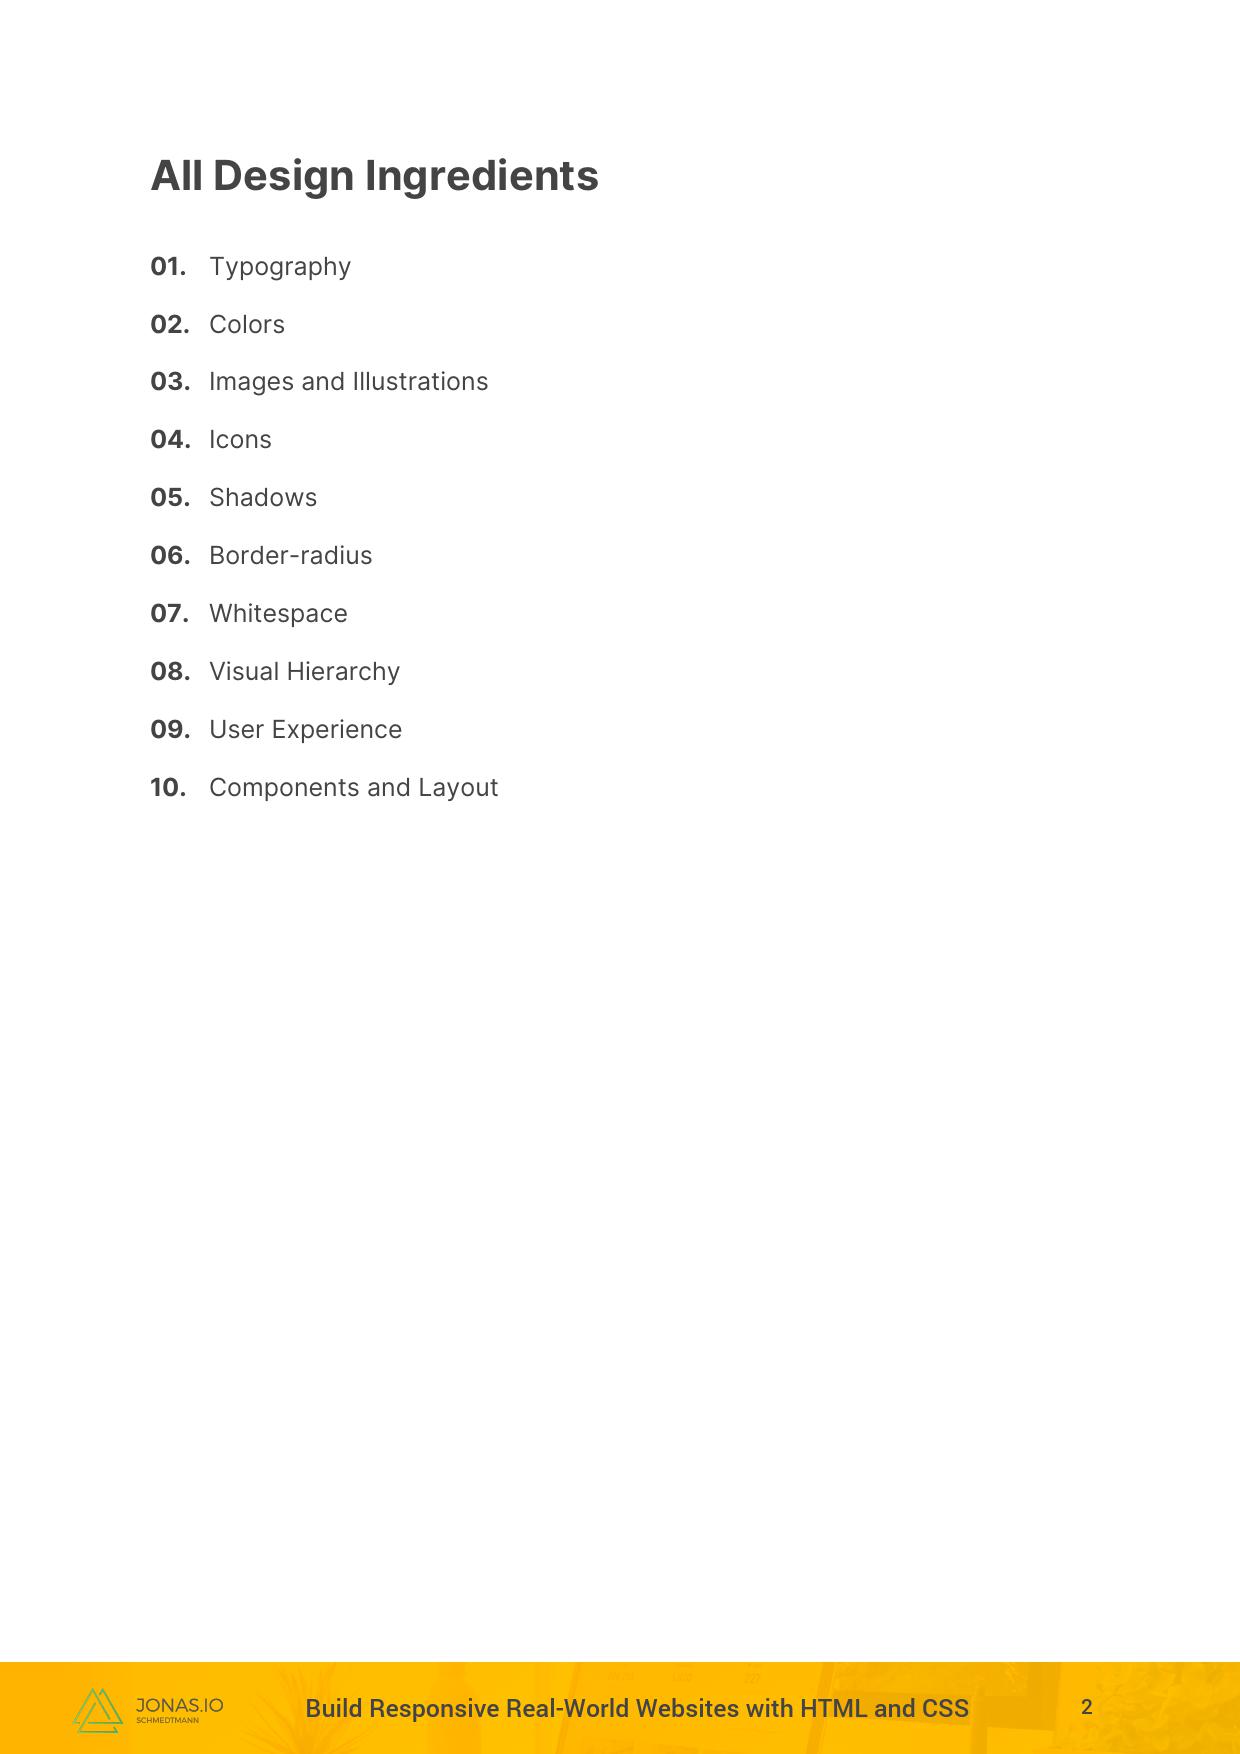 All Design Ingredients
01. Typography
02. Colors
03. Images and Illustrations
04. Icons
05. Shadows
06. Border-radius
07. Whitespace
08. Visual Hierarchy
09. User Experience
10. Components and Layout
JONAS.IO
SCHMEDTMANN
Build Responsive Real-World Websites with HTML and CSS
2